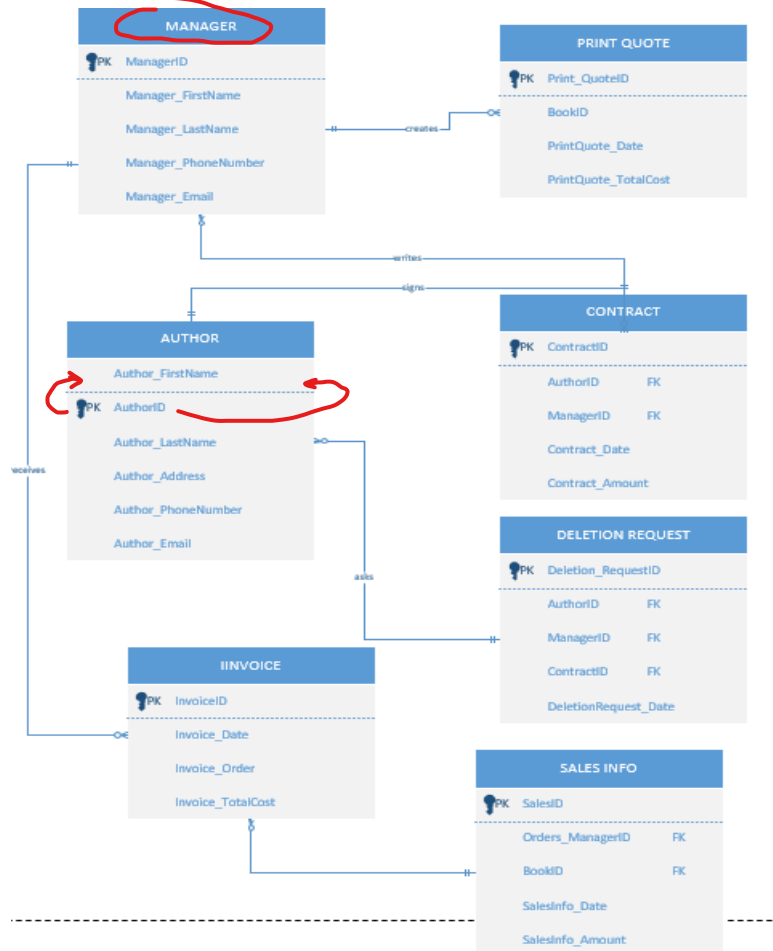 MANAGER
PK ManagerID
Manager_FirstName
Manager_LastName
Manager_PhoneNumber
Manager_Email
PRINT QUOTE
PK Print_QuoteID
BookID
PrintQuote_Date
PrintQuote_TotalCost
creates
writes
signs
CONTRACT
PK ContractID
AuthorID FK
ManagerID FK
Contract_Date
Contract_Amount
AUTHOR
Author_FirstName
PK AuthorID
Author_LastName
Author_Address
Author_PhoneNumber
Author_Email
receives
asks
DELETION REQUEST
PK Deletion_RequestID
AuthorID FK
ManagerID FK
ContractID FK
DeletionRequest_Date
IINVOICE
PK InvoiceID
Invoice_Date
Invoice_Order
Invoice_TotalCost
SALES INFO
PK SalesID
Orders_ManagerID FK
BookID FK
SalesInfo_Date
SalesInfo_Amount